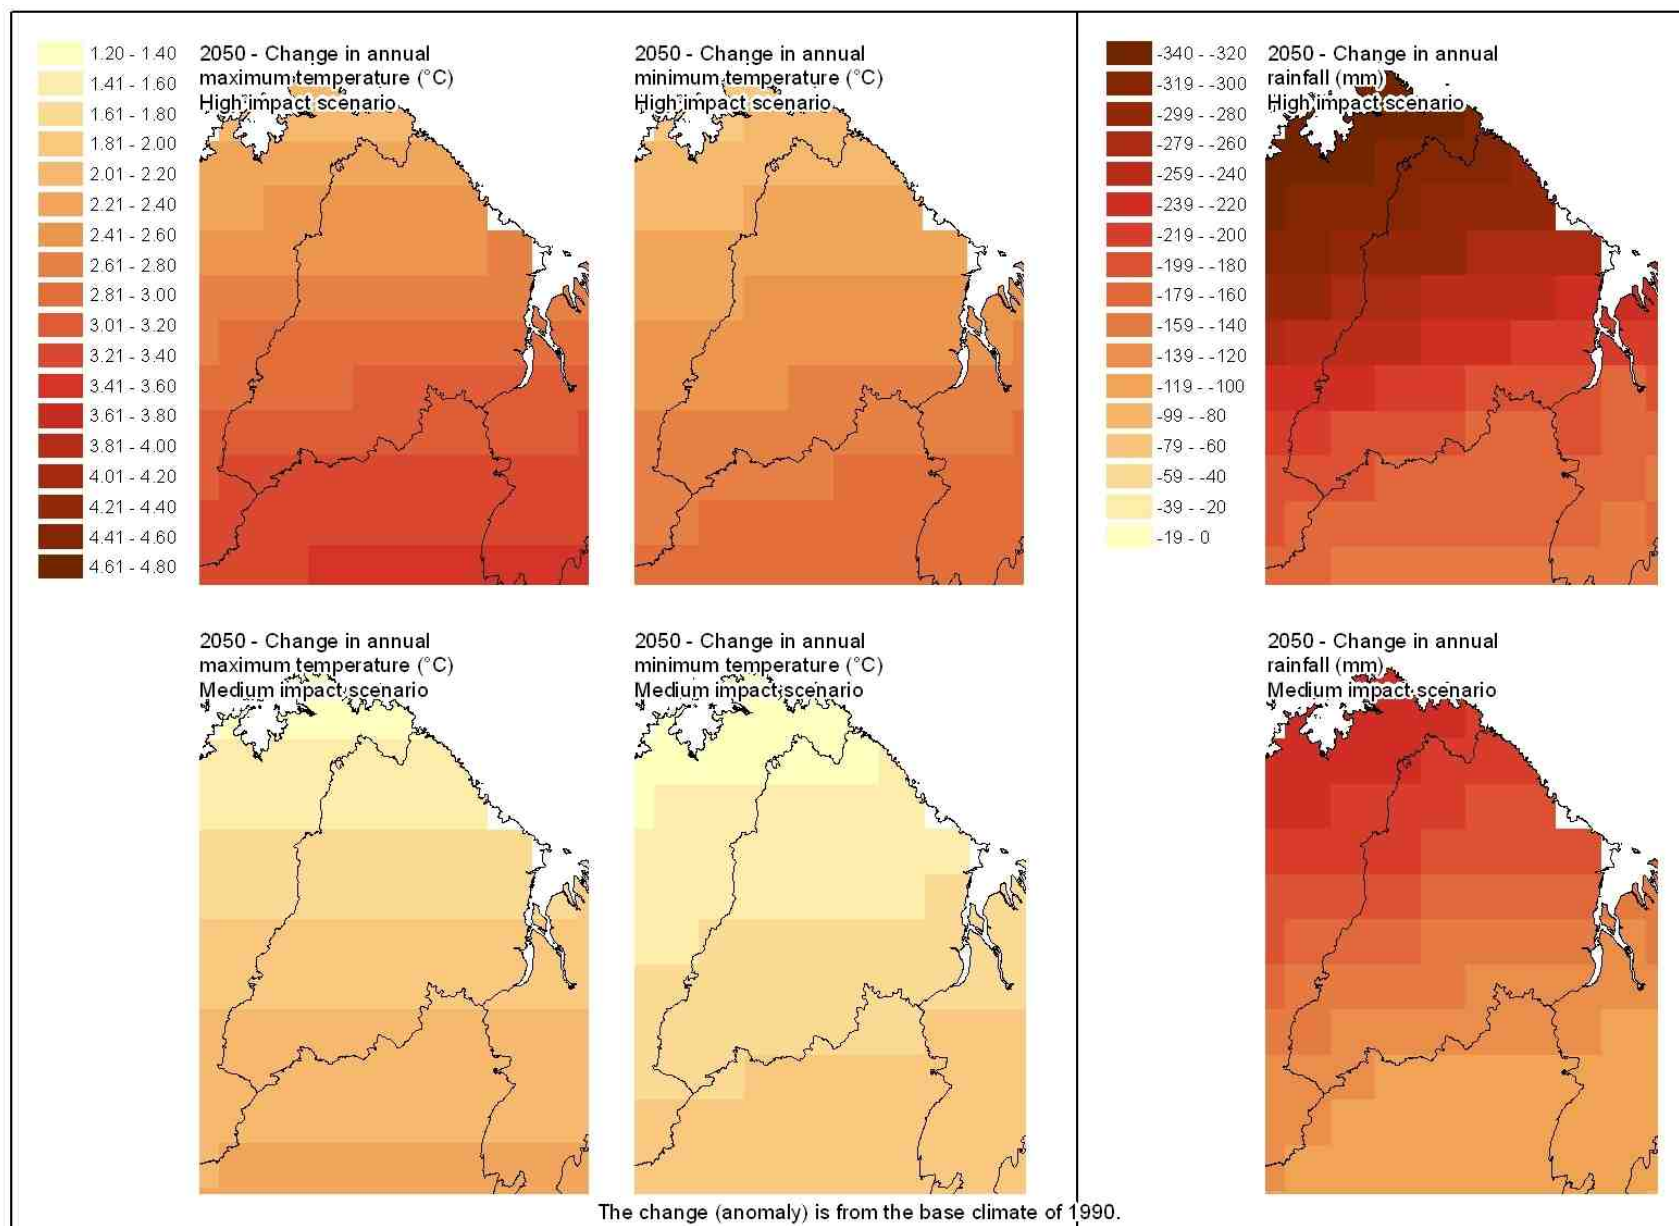 1.20 - 1.40
1.41 - 1.60
1.61 - 1.80
1.81 - 2.00
2.01 - 2.20
2.21 - 2.40
2.41 - 2.60
2.61 - 2.80
2.81 - 3.00
3.01 - 3.20
3.21 - 3.40
3.41 - 3.60
3.61 - 3.80
3.81 - 4.00
4.01 - 4.20
4.21 - 4.40
4.41 - 4.60
4.61 - 4.80
2050 - Change in annual
maximum temperature (°C)
High impact scenario
2050 - Change in annual
minimum temperature (°C)
High impact scenario
-340 - -320
-319 - -300
-299 - -280
-279 - -260
-259 - -240
-239 - -220
-219 - -200
-199 - -180
-179 - -160
-159 - -140
-139 - -120
-119 - -100
-99 - -80
-79 - -60
-59 - -40
-39 - -20
-19 - 0
2050 - Change in annual
rainfall (mm)
High impact scenario
2050 - Change in annual
maximum temperature (°C)
Medium impact scenario
2050 - Change in annual
minimum temperature (°C)
Medium impact scenario
2050 - Change in annual
rainfall (mm)
Medium impact scenario
The change (anomaly) is from the base climate of 1990.